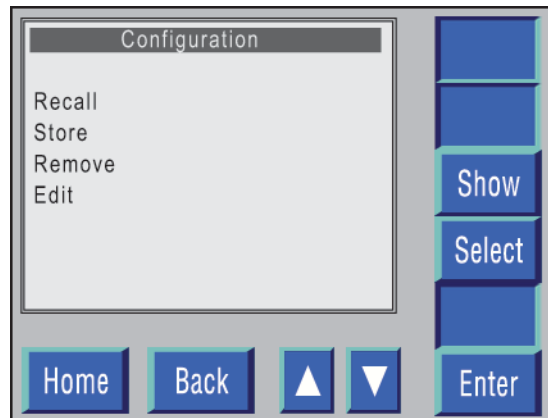 Configuration
Recall
Store
Remove
Edit
Show
Select
Home Back Enter